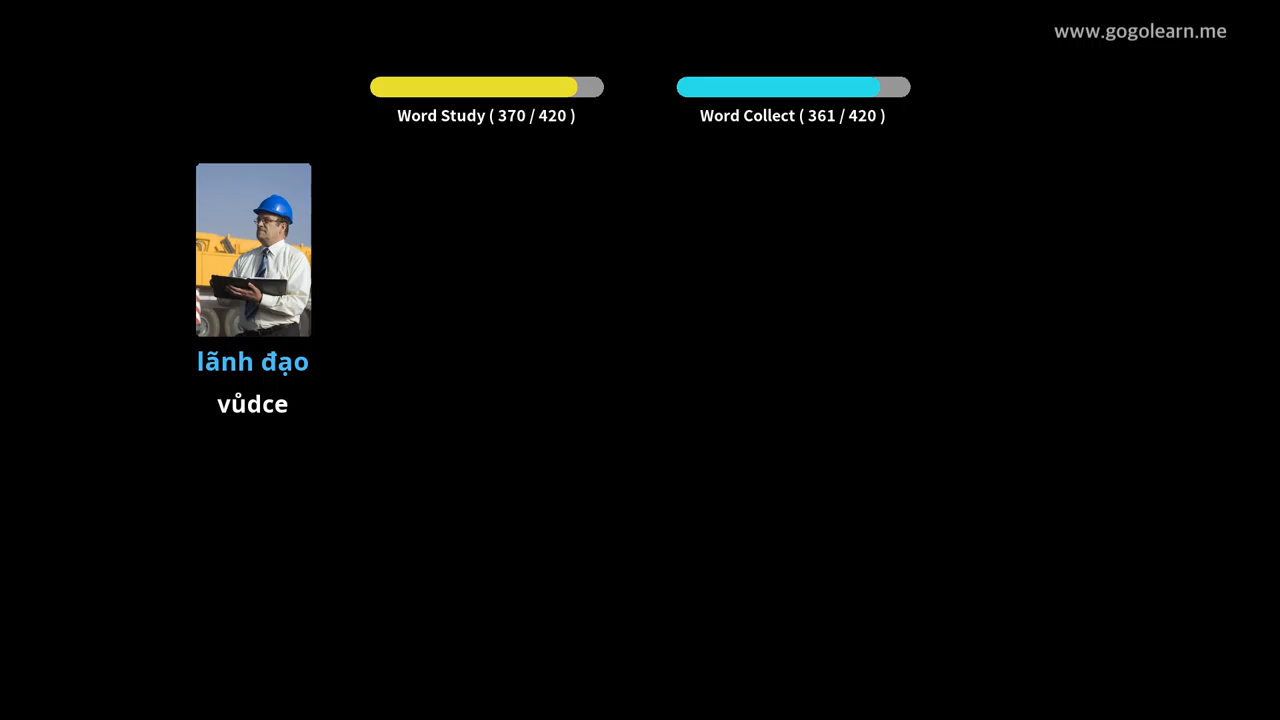 www.gogolearn.me
Word Study ( 370 / 420 )
Word Collect ( 361 / 420 )
lãnh đạo
vůdce